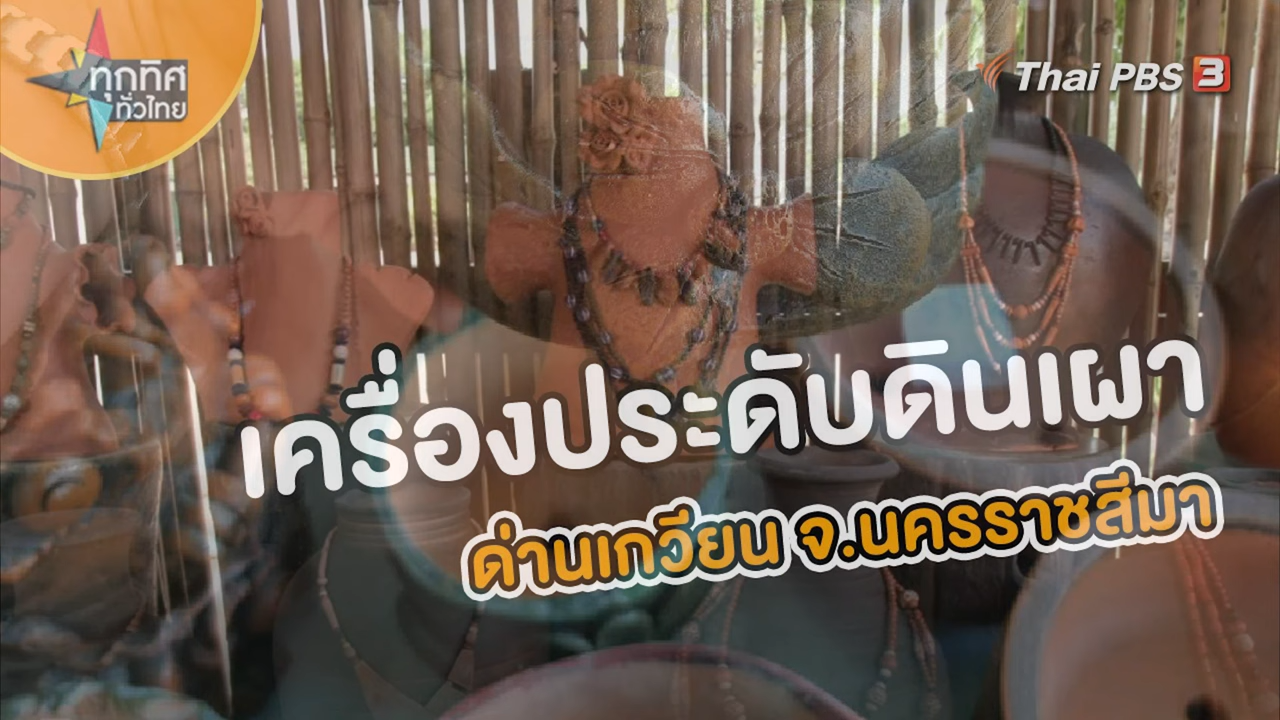 ทุกทิศ
ทั่วไทย
Thai PBS 3
เครื่องประดับดินเผา
ด่านเกวียน จ.นครราชสีมา